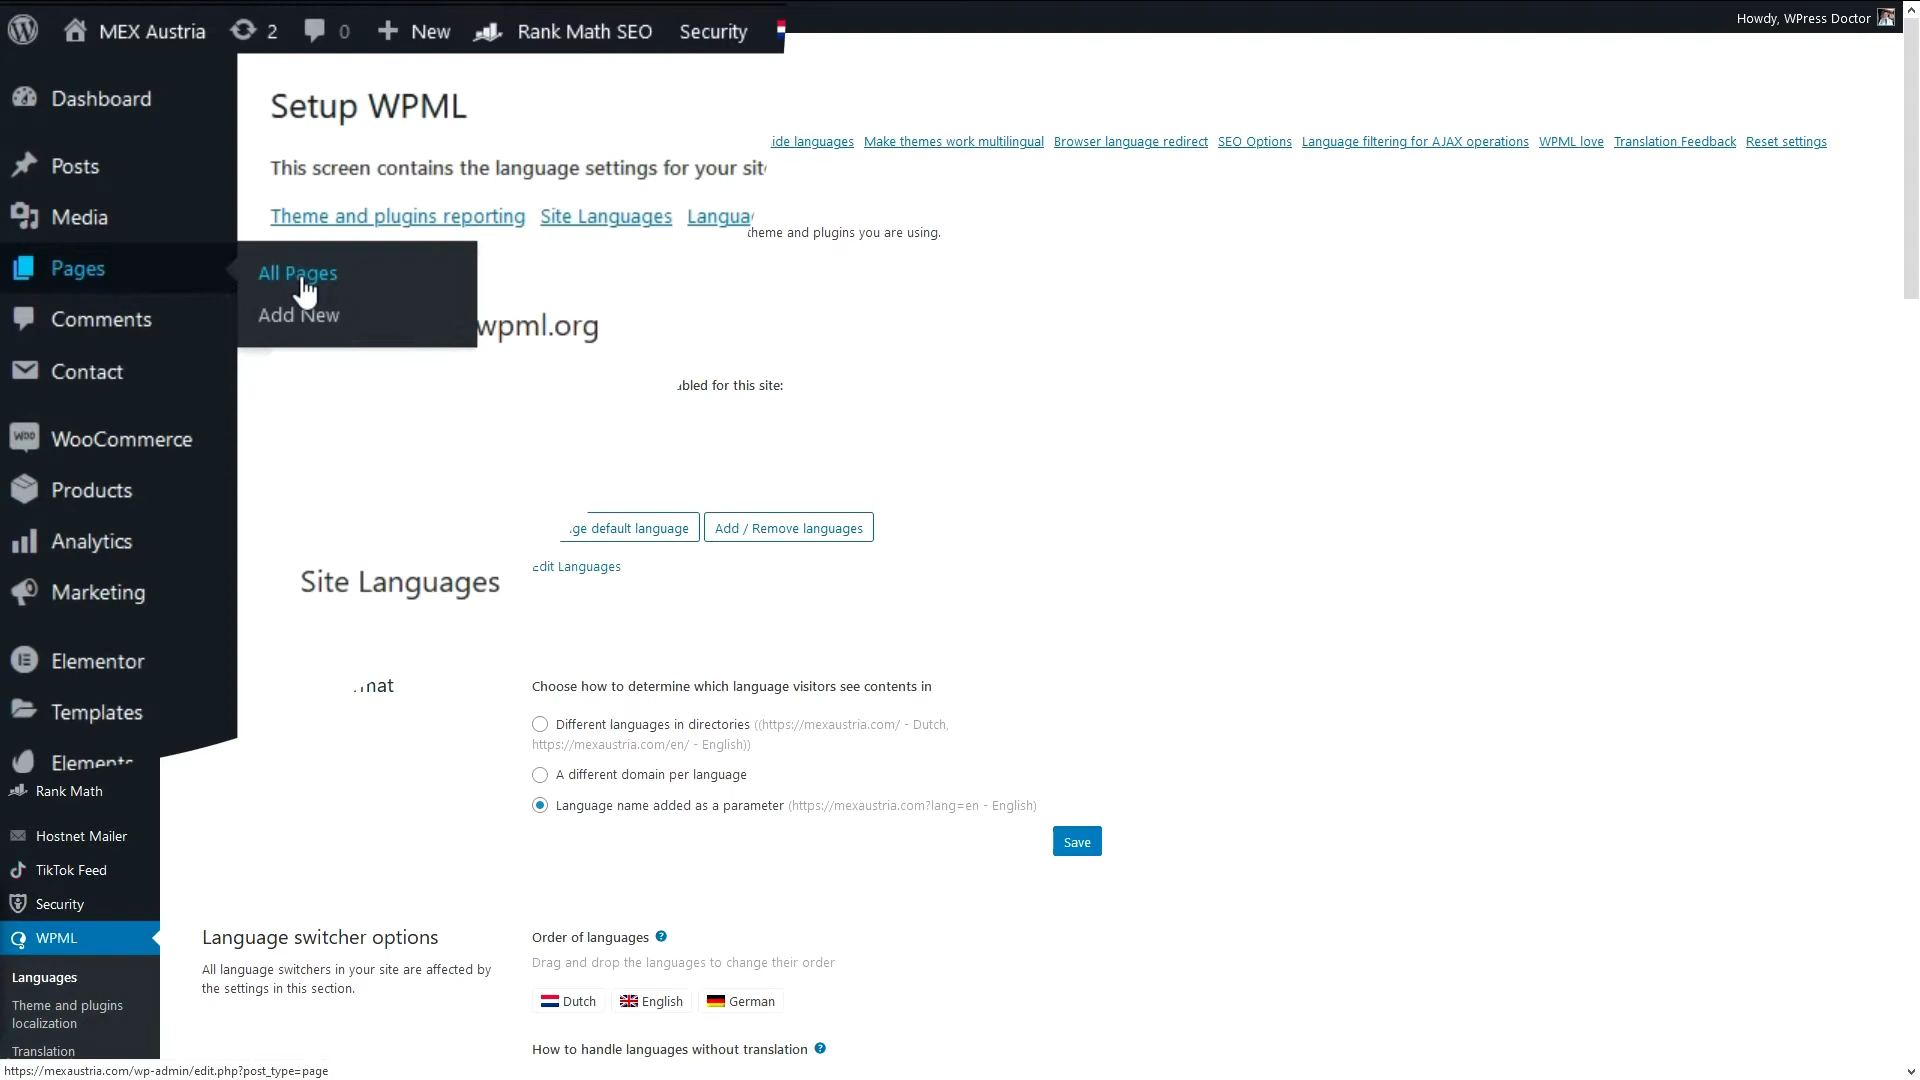 MEX Austria 2 0 New Rank Math SEO Security Howdy, WPress Doctor
Dashboard
Posts
Media
Pages
All Pages
Add New
Comments
Contact
WooCommerce
Products
Analytics
Marketing
Elementor
Templates
Elements
Rank Math
Hostnet Mailer
TikTok Feed
Security
WPML
Languages
Theme and plugins
localization
Translation
Setup WPML
This screen contains the language settings for your site
Theme and plugins reporting Site Languages Langua
ide languages Make themes work multilingual Browser language redirect SEO Options Language filtering for AJAX operations WPML love Translation Feedback Reset settings
theme and plugins you are using.
wpml.org
abled for this site:
ge default language Add / Remove languages
Edit Languages
Site Languages
mat
Choose how to determine which language visitors see contents in
Different languages in directories ((https://mexaustria.com/ - Dutch,
https://mexaustria.com/en/ - English))
A different domain per language
Language name added as a parameter (https://mexaustria.com?lang=en - English)
Save
Language switcher options
All language switchers in your site are affected by
the settings in this section.
Order of languages
Drag and drop the languages to change their order
Dutch English German
How to handle languages without translation
https://mexaustria.com/wp-admin/edit.php?post_type=page